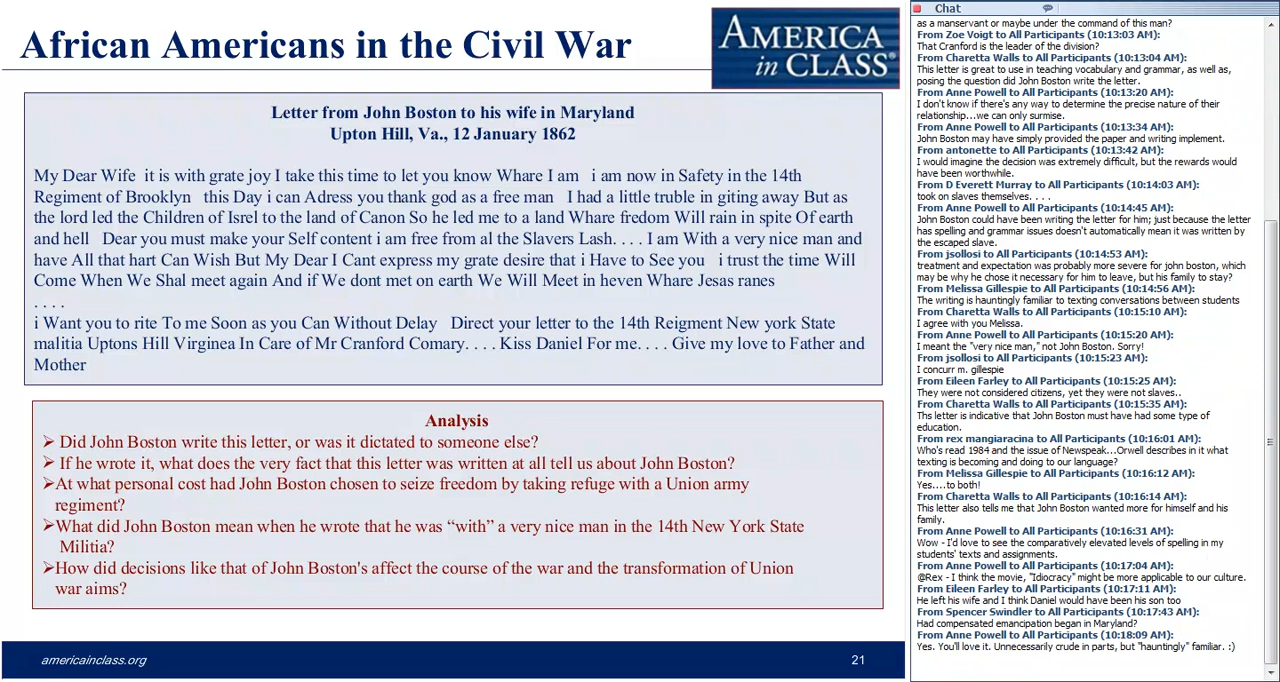 African Americans in the Civil War
AMERICA
in CLASS®
Letter from John Boston to his wife in Maryland
Upton Hill, Va., 12 January 1862
My Dear Wife it is with grate joy I take this time to let you know Whare I am i am now in Safety in the 14th
Regiment of Brooklyn this Day i can Adress you thank god as a free man I had a little truble in giting away But as
the lord led the Children of Isrel to the land of Canon So he led me to a land Whare fredom Will rain in spite Of earth
and hell Dear you must make your Self content i am free from al the Slavers Lash. . . . I am With a very nice man and
have All that hart Can Wish But My Dear I Cant express my grate desire that i Have to See you i trust the time Will
Come When We Shal meet again And if We dont met on earth We Will Meet in heven Whare Jesas ranes
. . . .
i Want you to rite To me Soon as you Can Without Delay Direct your letter to the 14th Reigment New york State
malitia Uptons Hill Virginea In Care of Mr Cranford Comary. . . . Kiss Daniel For me. . . . Give my love to Father and
Mother
Analysis
➢ Did John Boston write this letter, or was it dictated to someone else?
➢ If he wrote it, what does the very fact that this letter was written at all tell us about John Boston?
➢At what personal cost had John Boston chosen to seize freedom by taking refuge with a Union army
regiment?
➢What did John Boston mean when he wrote that he was “with” a very nice man in the 14th New York State
Militia?
➢How did decisions like that of John Boston's affect the course of the war and the transformation of Union
war aims?
americainclass.org
21
Chat
as a manservant or maybe under the command of this man?
From Zoe Voigt to All Participants (10:13:03 AM):
That Cranford is the leader of the division?
From Charetta Walls to All Participants (10:13:04 AM):
This letter is great to use in teaching vocabulary and grammar, as well as,
posing the question did John Boston write the letter.
From Anne Powell to All Participants (10:13:20 AM):
I don't know if there's any way to determine the precise nature of their
relationship...we can only surmise.
From Anne Powell to All Participants (10:13:34 AM):
John Boston may have simply provided the paper and writing implement.
From antonette to All Participants (10:13:42 AM):
I would imagine the decision was extremely difficult, but the rewards would
have been worthwhile.
From D Everett Murray to All Participants (10:14:03 AM):
took on slaves themselves. . . .
From Anne Powell to All Participants (10:14:45 AM):
John Boston could have been writing the letter for him; just because the letter
has spelling and grammar issues doesn't automatically mean it was written by
the escaped slave.
From jsollosi to All Participants (10:14:53 AM):
treatment and expectation was probably more severe for john boston, which
may be why he chose it necessary for him to leave, but his family to stay?
From Melissa Gillespie to All Participants (10:14:56 AM):
The writing is hauntingly familiar to texting conversations between students
From Charetta Walls to All Participants (10:15:10 AM):
I agree with you Melissa.
From Anne Powell to All Participants (10:15:20 AM):
I meant the "very nice man," not John Boston. Sorry!
From jsollosi to All Participants (10:15:23 AM):
I concurr m. gillespie
From Eileen Farley to All Participants (10:15:25 AM):
They were not considered citizens, yet they were not slaves..
From Charetta Walls to All Participants (10:15:35 AM):
Ths letter is indicative that John Boston must have had some type of
education.
From rex mangiaracina to All Participants (10:16:01 AM):
Who's read 1984 and the issue of Newspeak...Orwell describes in it what
texting is becoming and doing to our language?
From Melissa Gillespie to All Participants (10:16:12 AM):
Yes....to both!
From Charetta Walls to All Participants (10:16:14 AM):
This letter also tells me that John Boston wanted more for himself and his
family.
From Anne Powell to All Participants (10:16:31 AM):
Wow - I'd love to see the comparatively elevated levels of spelling in my
students' texts and assignments.
From Anne Powell to All Participants (10:17:04 AM):
@Rex - I think the movie, "Idiocracy" might be more applicable to our culture.
From Eileen Farley to All Participants (10:17:11 AM):
He left his wife and I think Daniel would have been his son too
From Spencer Swindler to All Participants (10:17:43 AM):
Had compensated emancipation began in Maryland?
From Anne Powell to All Participants (10:18:09 AM):
Yes. You'll love it. Unnecessarily crude in parts, but "hauntingly" familiar. :)